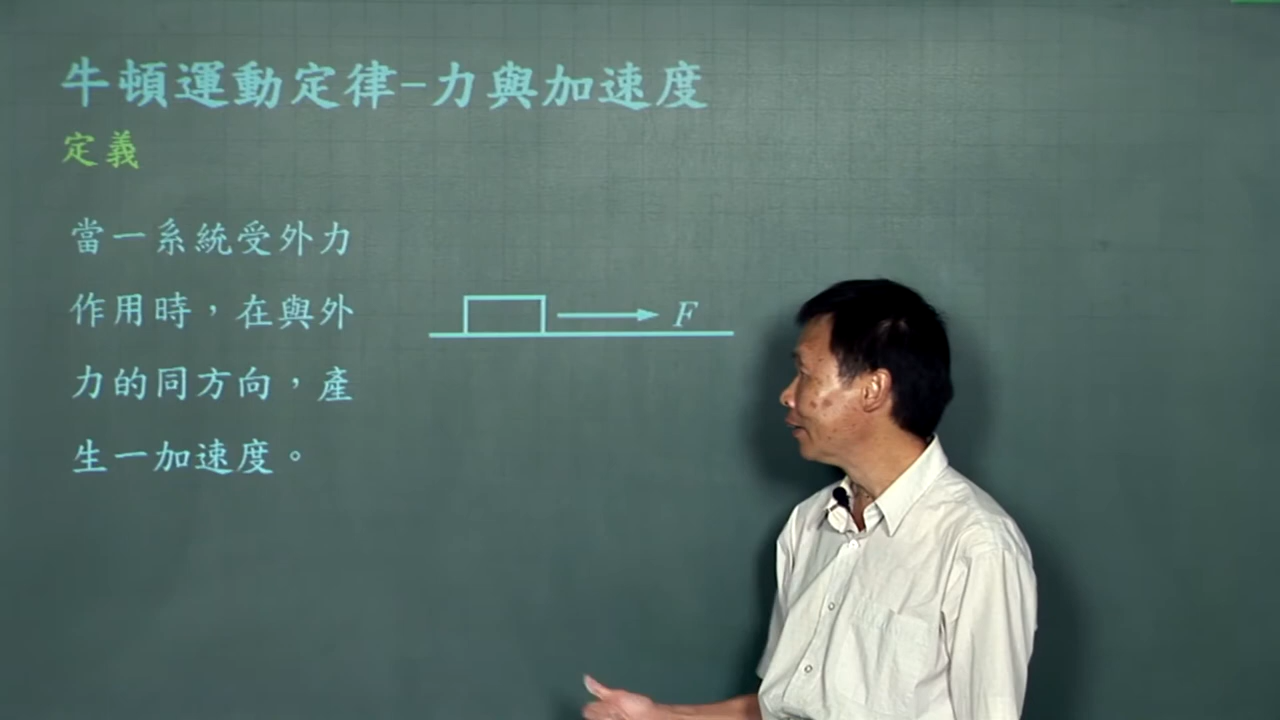 牛頓運動定律-力與加速度
定義
當一系統受外力
作用時，在與外
力的同方向，產
生一加速度。
F